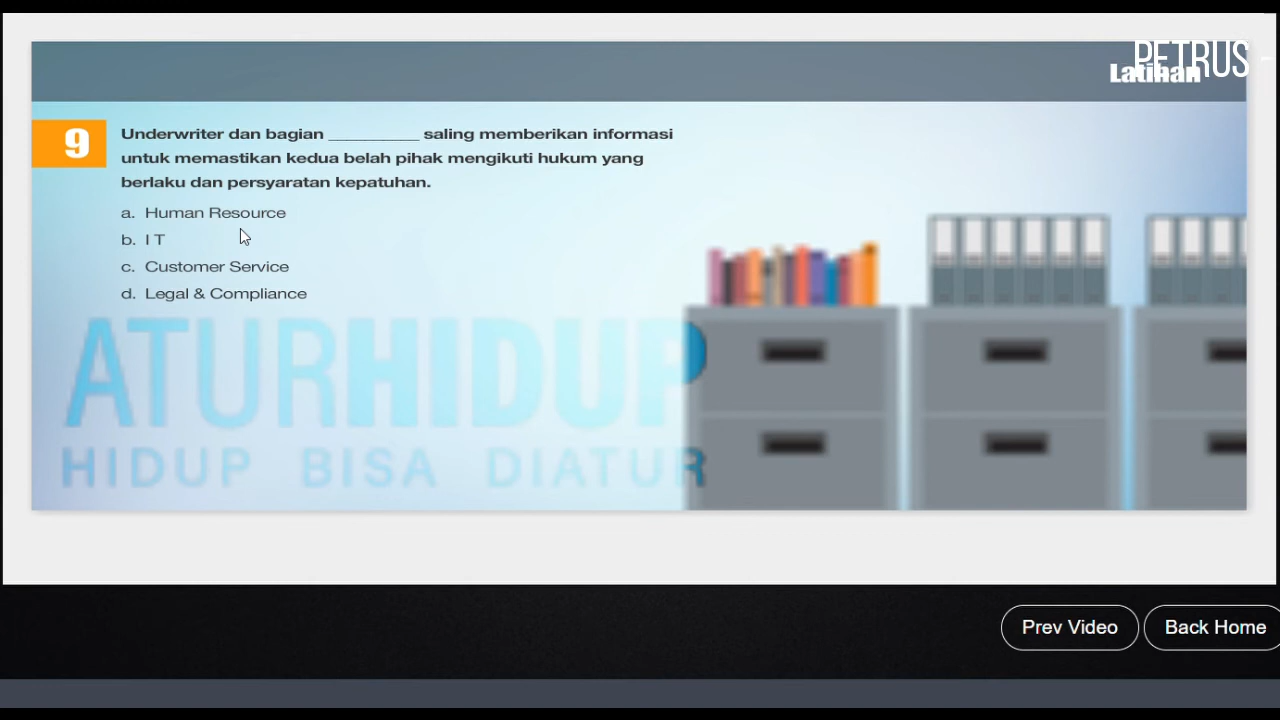 PETRUS -
Latihan
9
Underwriter dan bagian __________ saling memberikan informasi
untuk memastikan kedua belah pihak mengikuti hukum yang
berlaku dan persyaratan kepatuhan.
a. Human Resource
b. I T
c. Customer Service
d. Legal & Compliance
ATURHIDUP
HIDUP BISA DIATUR
Prev Video
Back Home